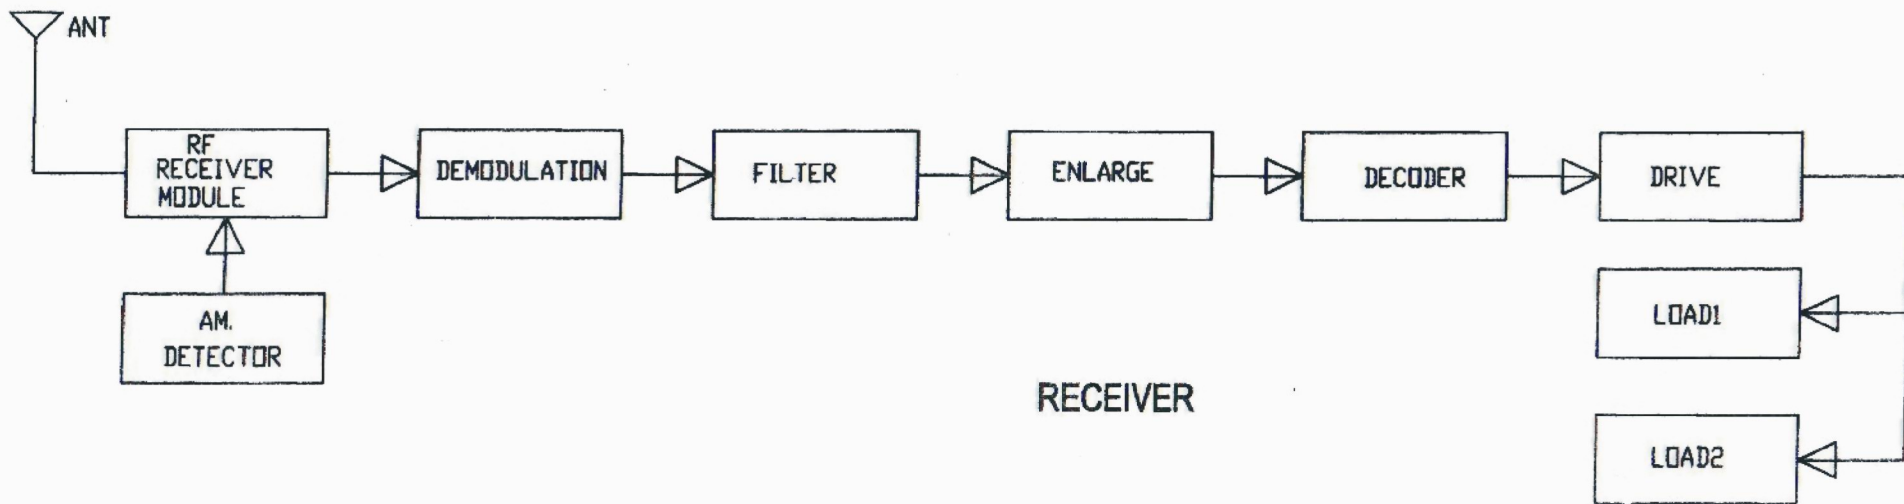 ANT
RF
RECEIVER
MODULE
DEMODULATION
FILTER
ENLARGE
DECODER
DRIVE
AM.
DETECTOR
LOAD1
RECEIVER
LOAD2